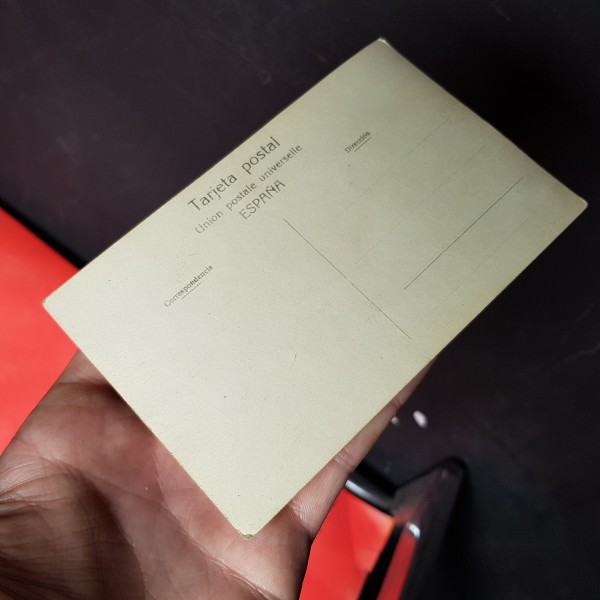 Tarjeta postal
Union postale universelle
ESPAÑA
Correspondencia
Dirección